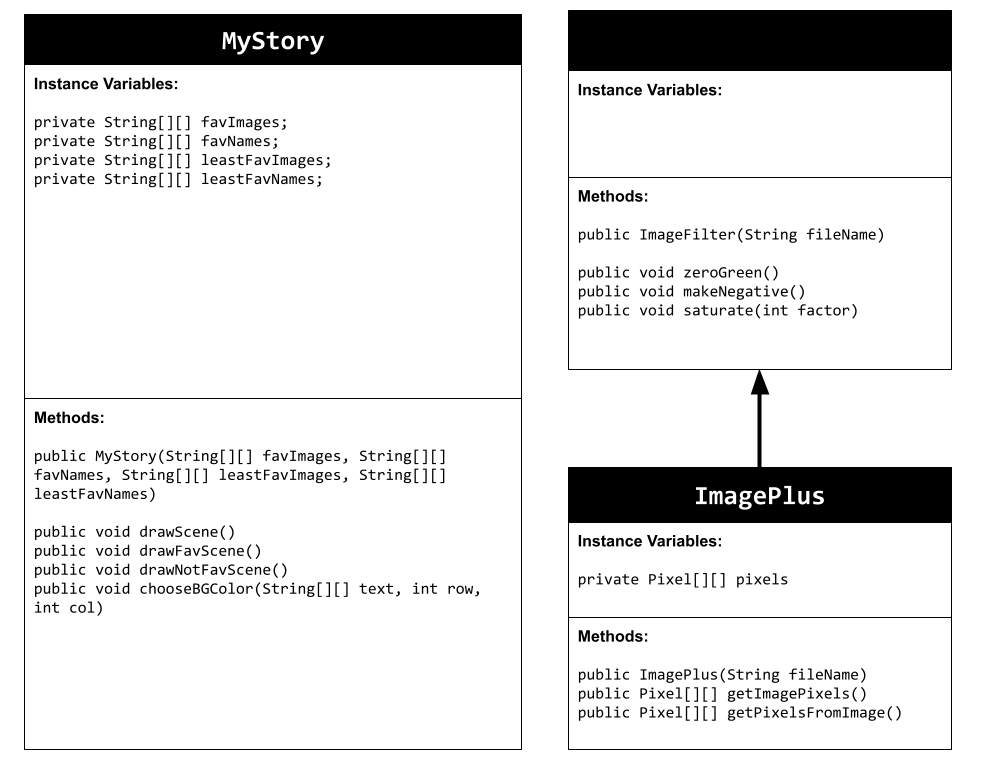 MyStory
Instance Variables:
private String[][] favImages;
private String[][] favNames;
private String[][] leastFavImages;
private String[][] leastFavNames;
Methods:
public MyStory(String[][] favImages, String[][]
favNames, String[][] leastFavImages, String[][]
leastFavNames)
public void drawScene()
public void drawFavScene()
public void drawNotFavScene()
public void chooseBGColor(String[][] text, int row,
int col)
Instance Variables:
Methods:
public ImageFilter(String fileName)
public void zeroGreen()
public void makeNegative()
public void saturate(int factor)
ImagePlus
Instance Variables:
private Pixel[][] pixels
Methods:
public ImagePlus(String fileName)
public Pixel[][] getImagePixels()
public Pixel[][] getPixelsFromImage()